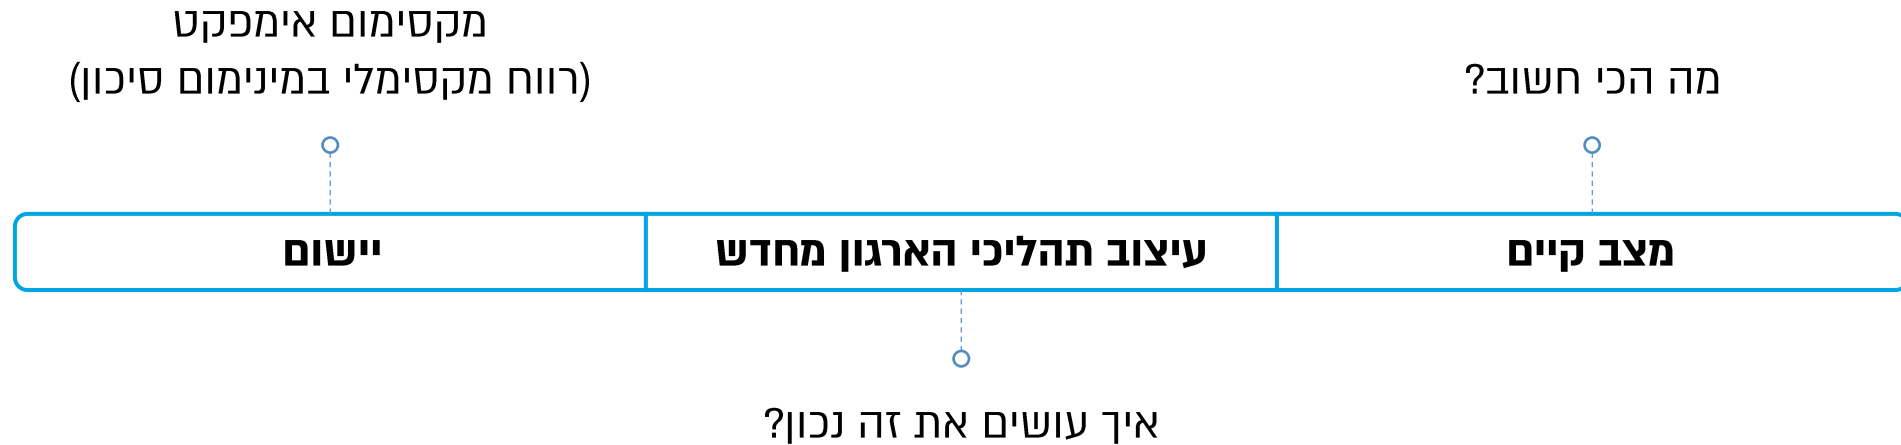 מקסימום אימפקט
(רווח מקסימלי במינימום סיכון)
מה הכי חשוב?
מצב קיים
עיצוב תהליכי הארגון מחדש
יישום
איך עושים את זה נכון?